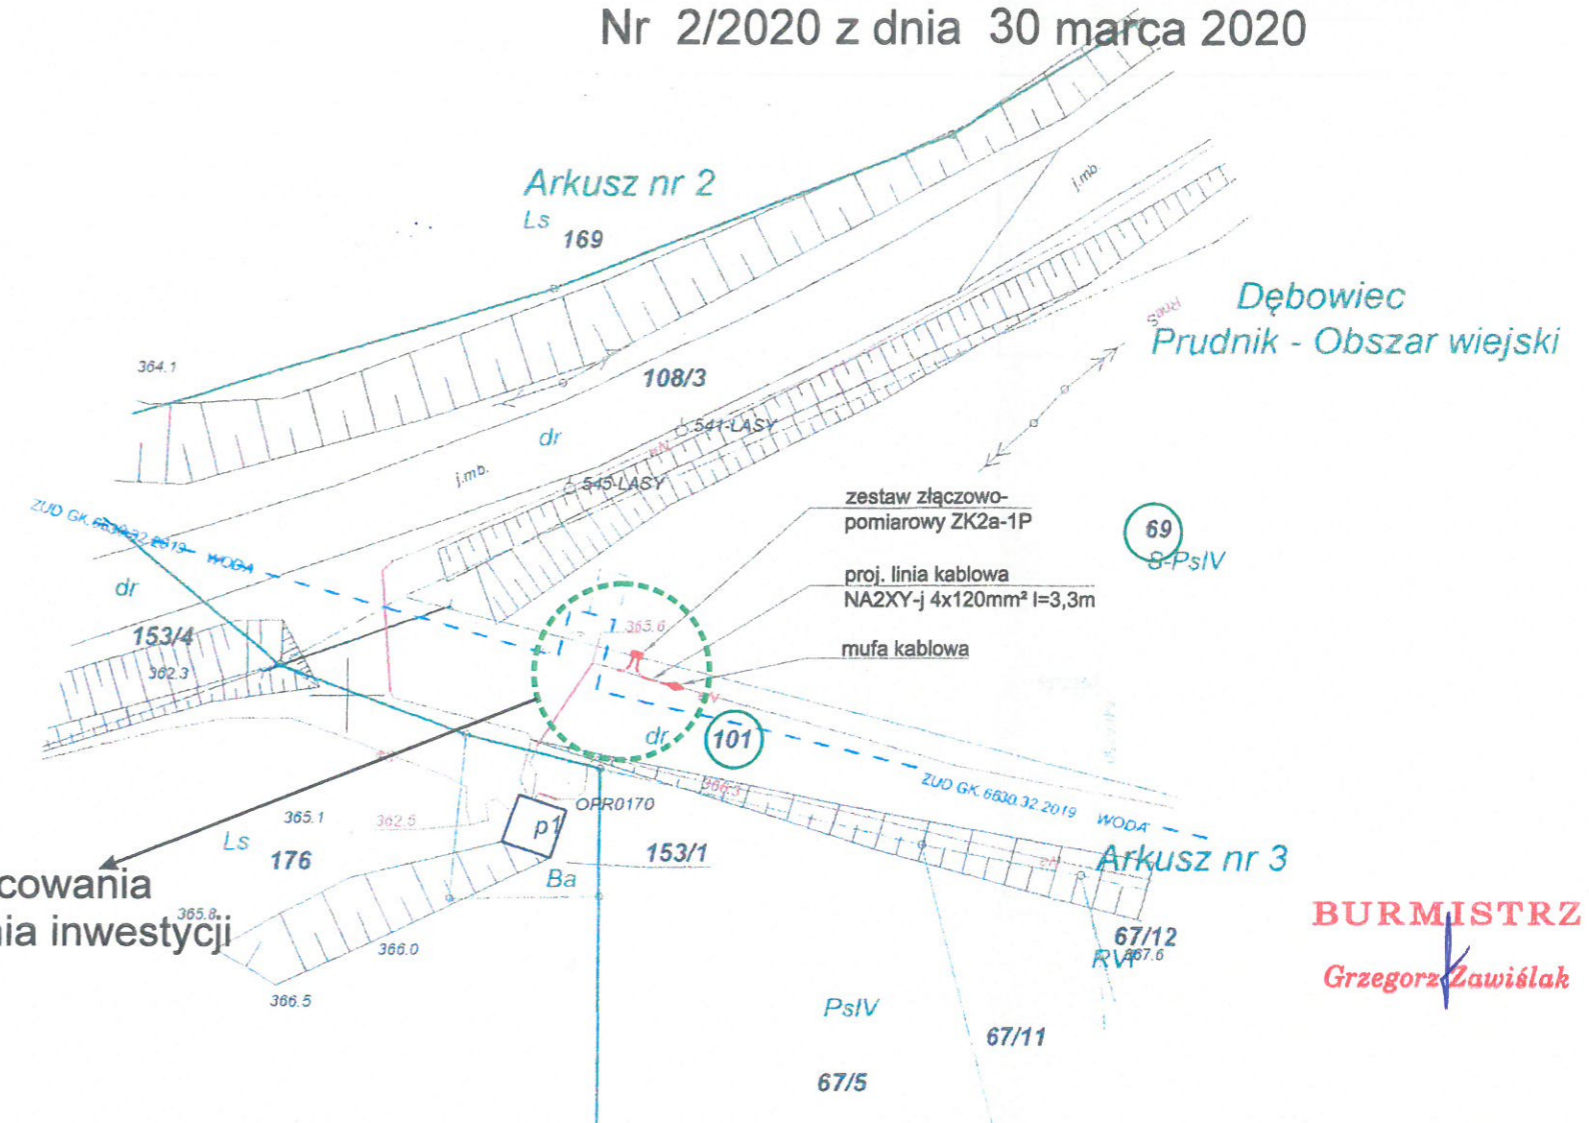 Nr 2/2020 z dnia 30 marca 2020
Arkusz nr 2
Ls
169
j.mb.
Dębowiec
Prudnik - Obszar wiejski
364.1
108/3
dr
541-LASY
j.mb.
545-LASY
zestaw złączowo-
pomiarowy ZK2a-1P
69
S-PsIV
ZUD GK.6630.32.2019 WODA
proj. linia kablowa
NA2XY-j 4x120mm² l=3,3m
dr
153/4
365.6
mufa kablowa
362.3
eN
dr
101
366.3
ZUD GK.6630.32.2019 WODA
OPR0170
365.1
362.6
Ls
176
p1
153/1
Arkusz nr 3
Ba
cowania
365.8
nia inwestycji
366.0
366.5
67/12
RVI
367.6
BURMISTRZ
Grzegorz Zawiślak
PsIV
67/11
67/5